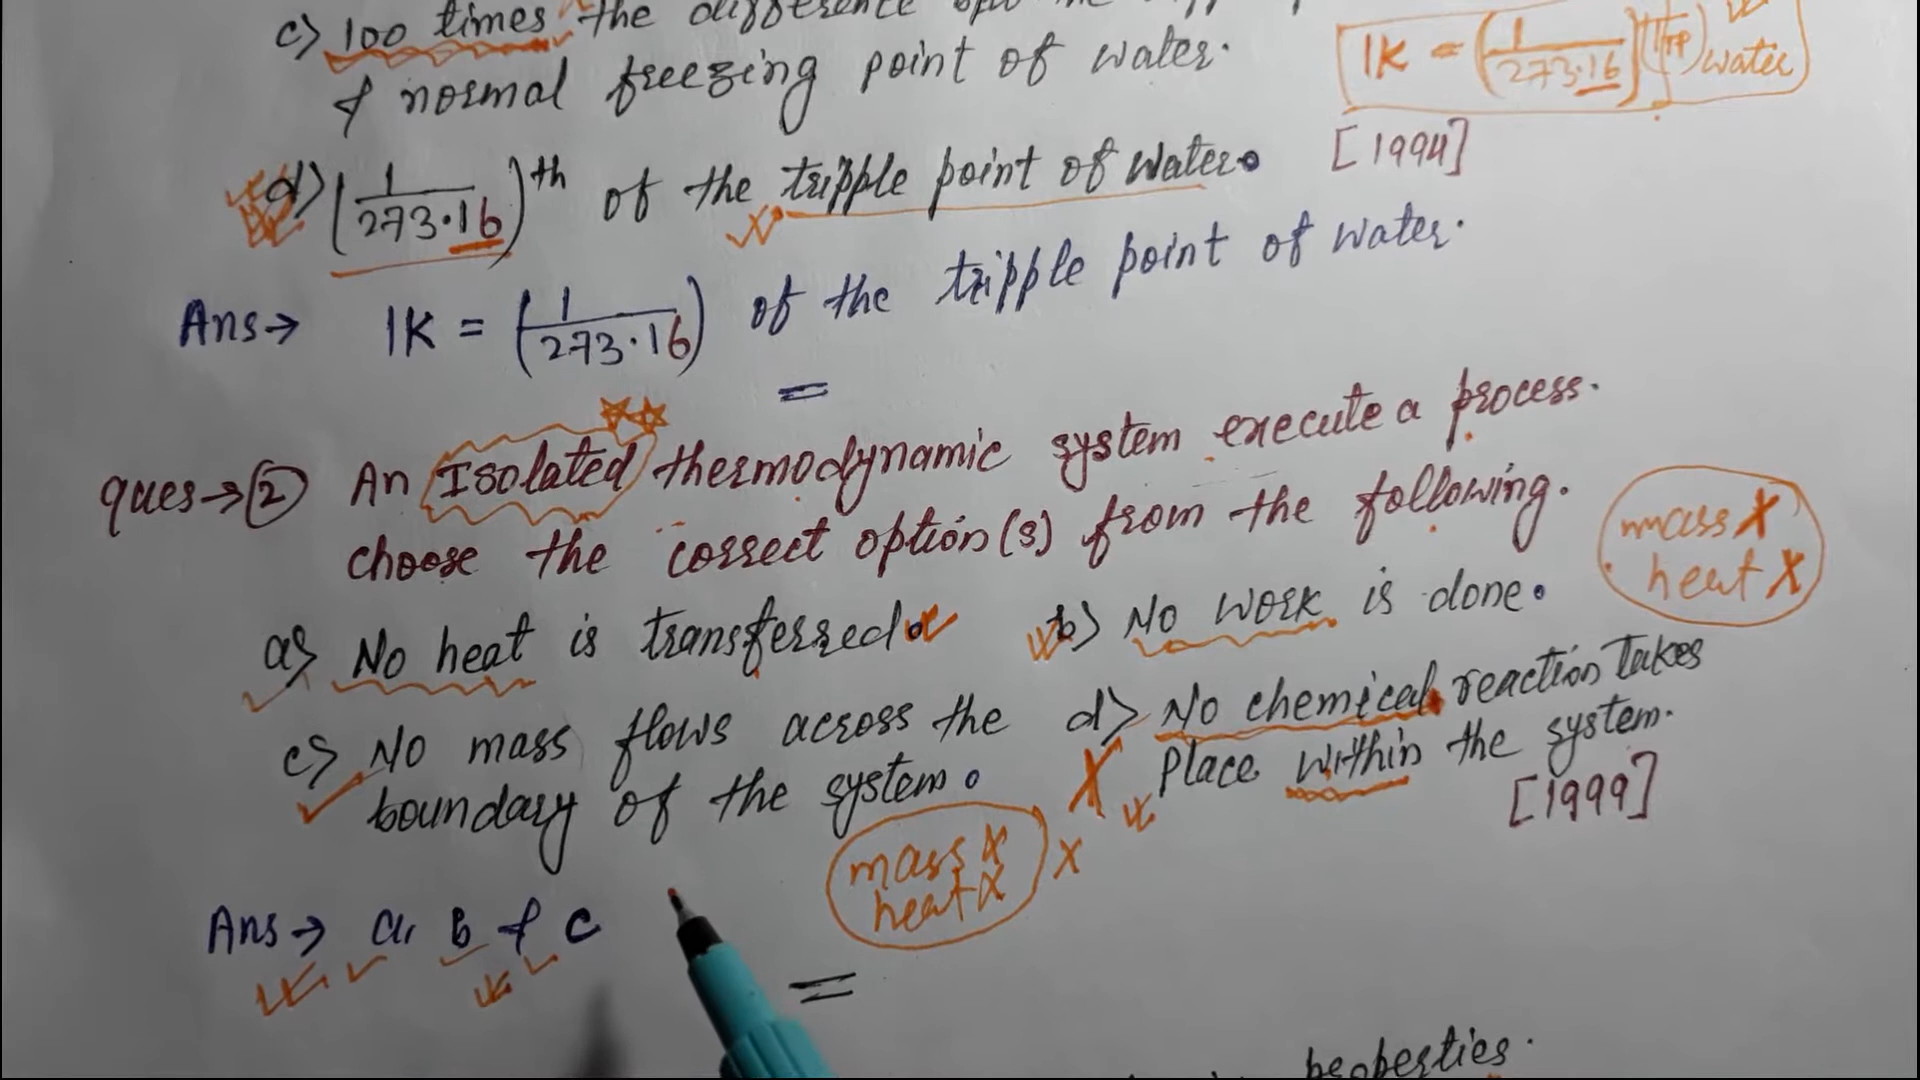 c) 100 times the difference
& normal freezing point of water.
1K = (1/273.16) (TTP) water
d) (1/273.16)th of the tripple point of water. [1994]
Ans → 1K = (1/273.16) of the tripple point of water.
ques → (2) An Isolated thermodynamic system execute a process.
choose the correct option(s) from the following.
mass X
heat X
a) No heat is transferred. b) No work is done.
c) No mass flows across the
boundary of the system.
d) No chemical reaction takes
place within the system.
[1999]
mass X
heat X X
Ans → a, b & c
properties.